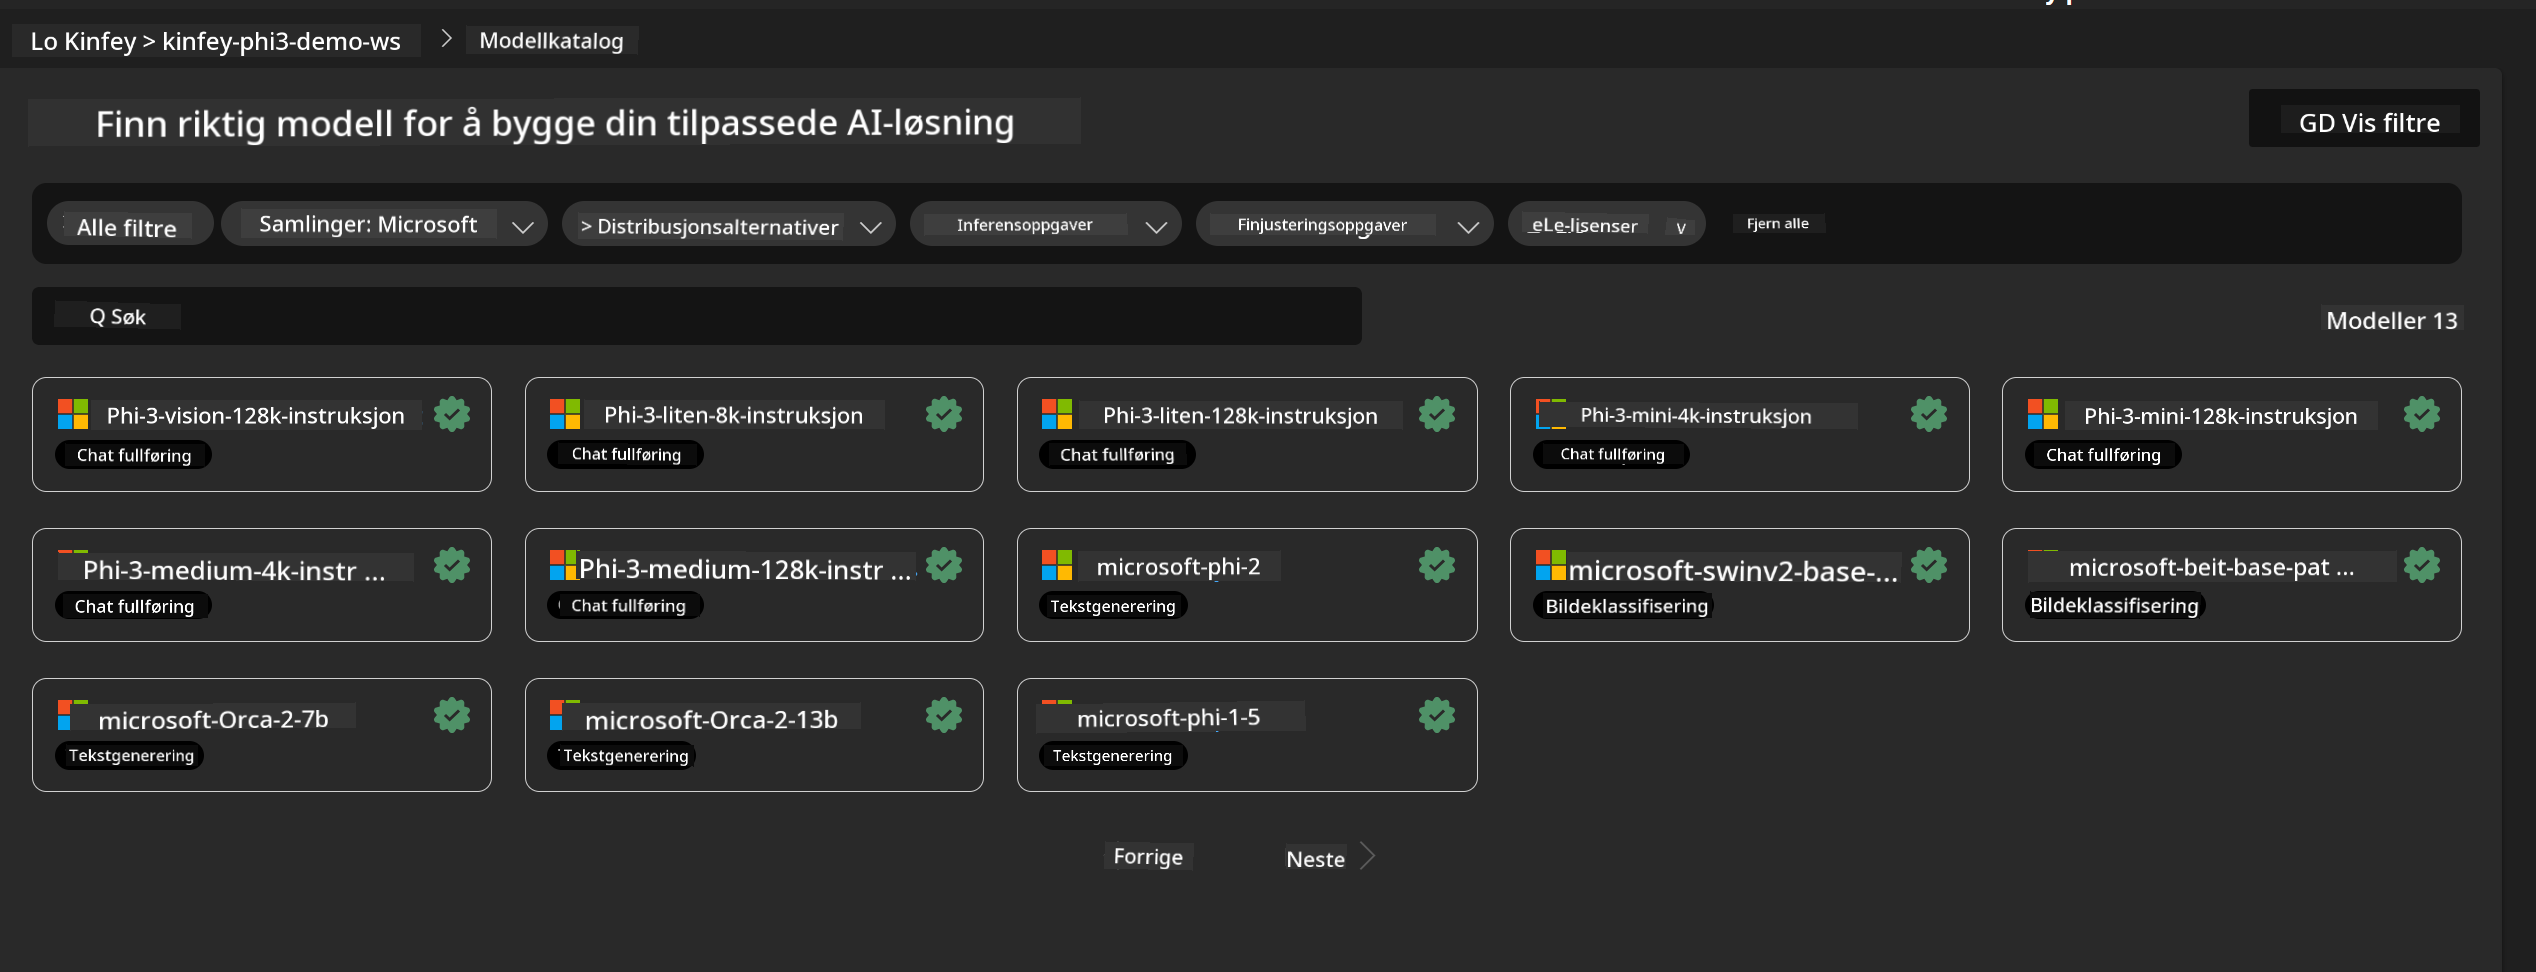 Lo Kinfey > kinfey-phi3-demo-ws > Modellkatalog
Finn riktig modell for å bygge din tilpassede AI-løsning
GD Vis filtre
Alle filtre
Samlinger: Microsoft
> Distribusjonsalternativer
Inferensoppgaver
Finjusteringsoppgaver
eLe-lisenser v
Fjern alle
Q Søk
Modeller 13
Phi-3-vision-128k-instruksjon
Chat fullføring
Phi-3-liten-8k-instruksjon
Chat fullføring
Phi-3-liten-128k-instruksjon
Chat fullføring
Phi-3-mini-4k-instruksjon
Chat fullføring
Phi-3-mini-128k-instruksjon
Chat fullføring
Phi-3-medium-4k-instr ...
Chat fullføring
Phi-3-medium-128k-instr ...
Chat fullføring
microsoft-phi-2
Tekstgenerering
microsoft-swinv2-base-...
Bildeklassifisering
microsoft-beit-base-pat ...
Bildeklassifisering
microsoft-Orca-2-7b
Tekstgenerering
microsoft-Orca-2-13b
Tekstgenerering
microsoft-phi-1-5
Tekstgenerering
Forrige
Neste